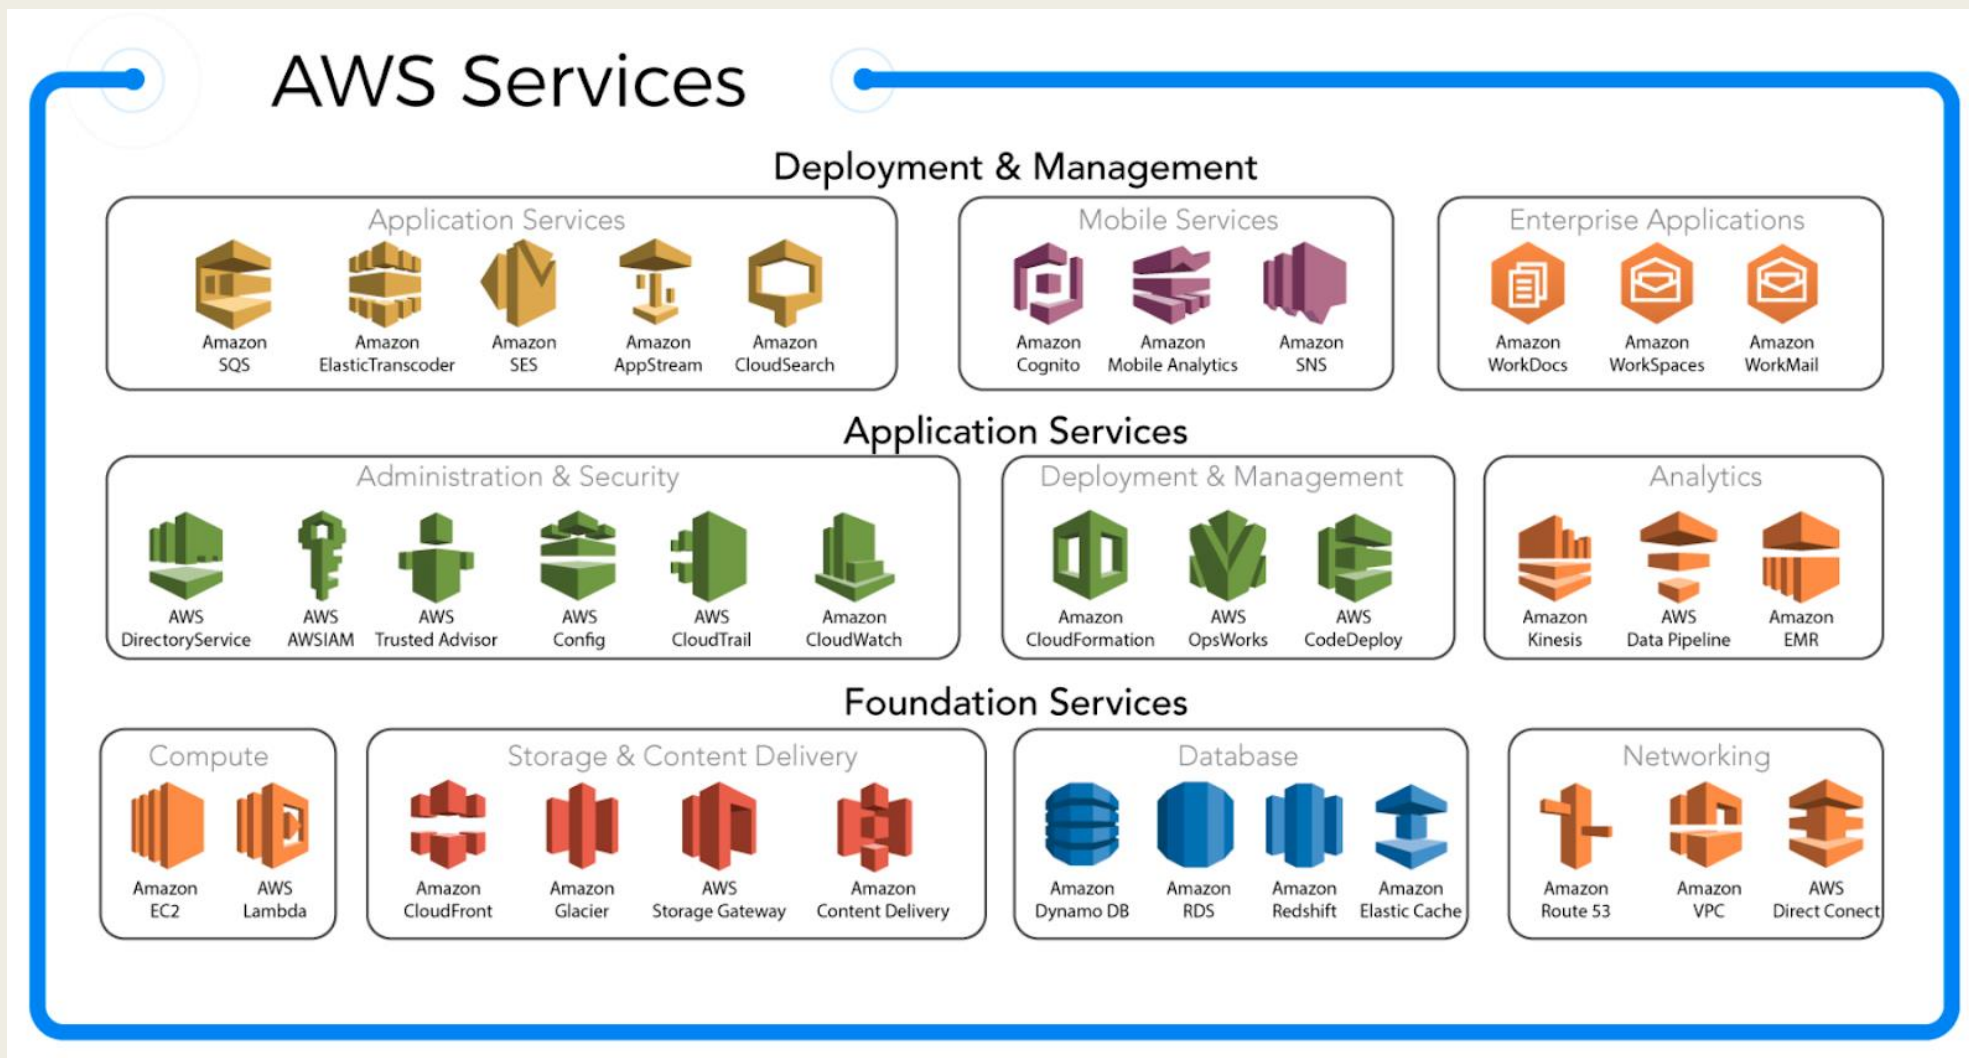 AWS Services
Deployment & Management
Application Services
Amazon SQS
Amazon ElasticTranscoder
Amazon SES
Amazon AppStream
Amazon CloudSearch
Mobile Services
Amazon Cognito
Amazon Mobile Analytics
Amazon SNS
Enterprise Applications
Amazon WorkDocs
Amazon WorkSpaces
Amazon WorkMail
Application Services
Administration & Security
AWS DirectoryService
AWS AWSIAM
AWS Trusted Advisor
AWS Config
AWS CloudTrail
Amazon CloudWatch
Deployment & Management
Amazon CloudFormation
AWS OpsWorks
AWS CodeDeploy
Analytics
Amazon Kinesis
AWS Data Pipeline
Amazon EMR
Foundation Services
Compute
Amazon EC2
AWS Lambda
Storage & Content Delivery
Amazon CloudFront
Amazon Glacier
AWS Storage Gateway
Amazon Content Delivery
Database
Amazon Dynamo DB
Amazon RDS
Amazon Redshift
Amazon Elastic Cache
Networking
Amazon Route 53
Amazon VPC
AWS Direct Conect